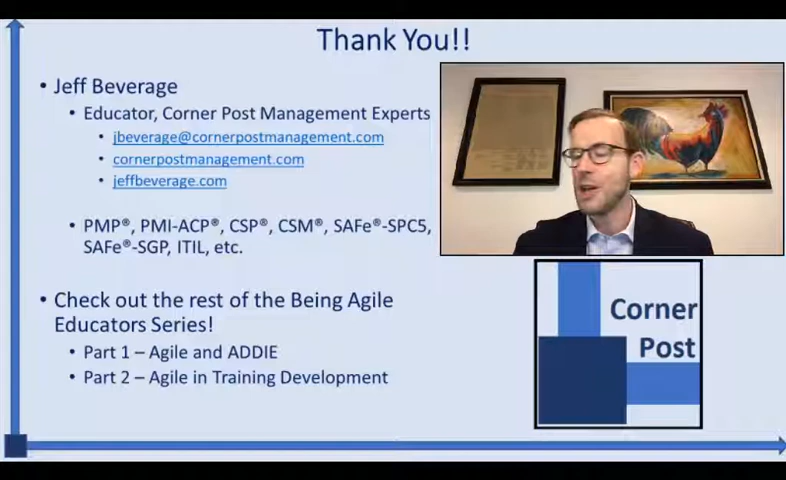 Thank You!!
• Jeff Beverage
• Educator, Corner Post Management Experts
• jbeverage@cornerpostmanagement.com
• cornerpostmanagement.com
• jeffbeverage.com
• PMP®, PMI-ACP®, CSP®, CSM®, SAFe®-SPC5,
SAFe®-SGP, ITIL, etc.
• Check out the rest of the Being Agile
Educators Series!
• Part 1 – Agile and ADDIE
• Part 2 – Agile in Training Development
Corner
Post